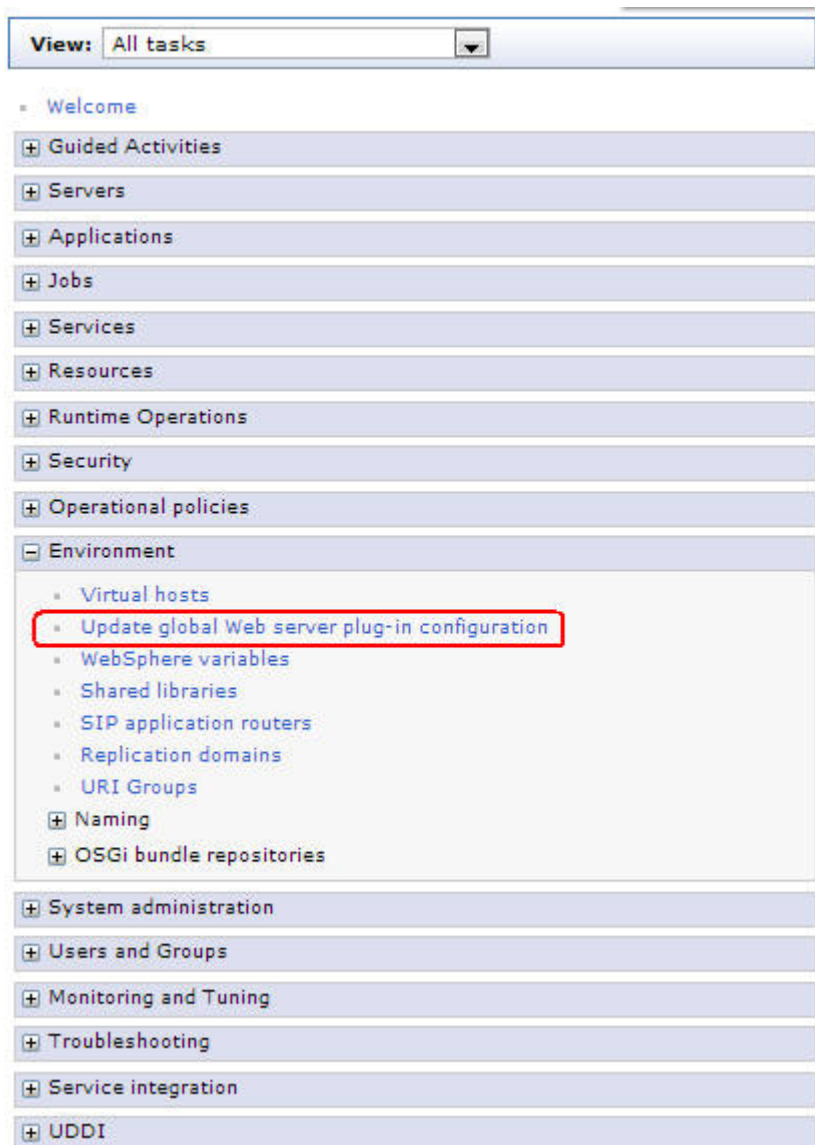 View: All tasks
Welcome
Guided Activities
Servers
Applications
Jobs
Services
Resources
Runtime Operations
Security
Operational policies
Environment
Virtual hosts
Update global Web server plug-in configuration
WebSphere variables
Shared libraries
SIP application routers
Replication domains
URI Groups
Naming
OSGi bundle repositories
System administration
Users and Groups
Monitoring and Tuning
Troubleshooting
Service integration
UDDI